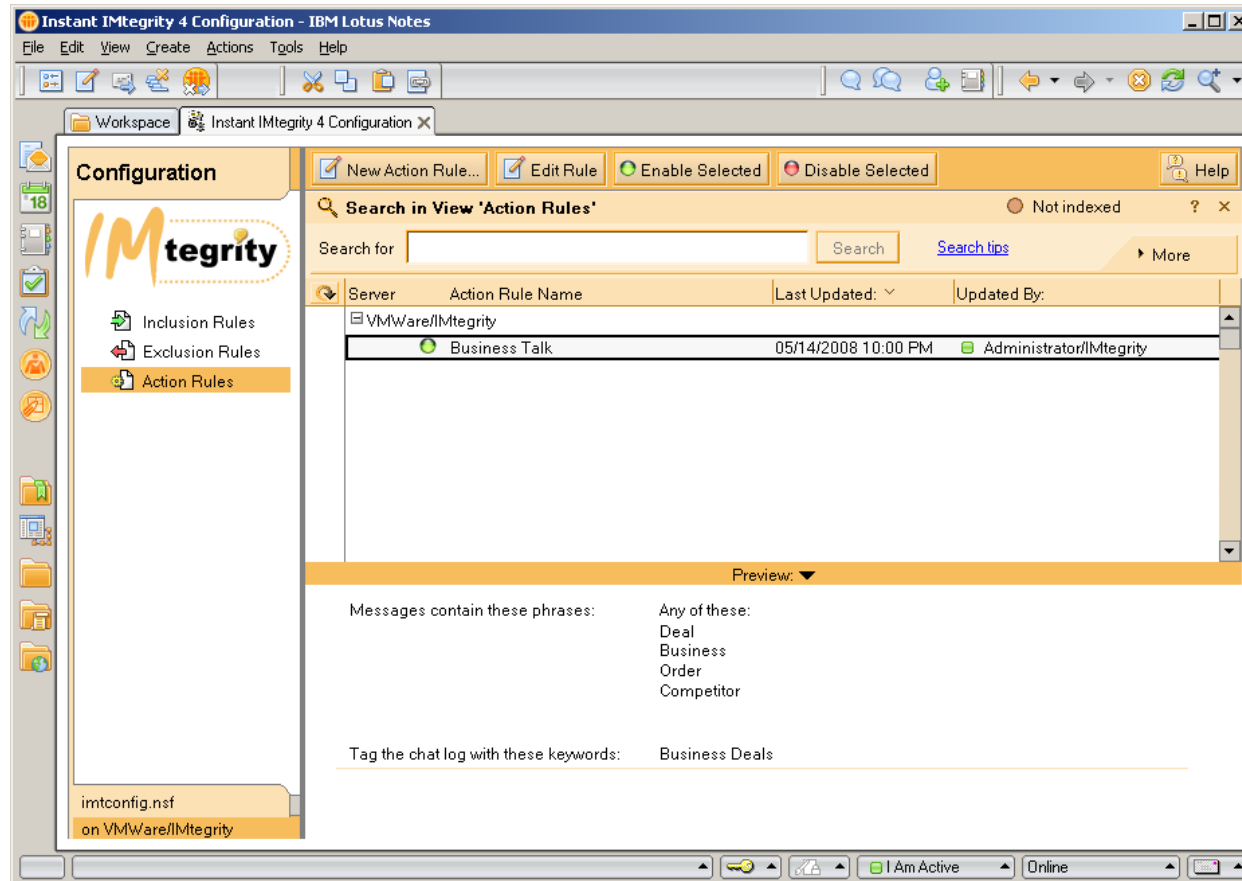 Instant IMtegrity 4 Configuration - IBM Lotus Notes
File Edit View Create Actions Tools Help
Workspace Instant IMtegrity 4 Configuration
Configuration
New Action Rule... Edit Rule Enable Selected Disable Selected Help
Search in View 'Action Rules' Not indexed ? ×
Search for Search Search tips More
18
IMtegrity
Server Action Rule Name Last Updated: Updated By:
VMWare/IMtegrity
Business Talk 05/14/2008 10:00 PM Administrator/IMtegrity
Inclusion Rules
Exclusion Rules
Action Rules
Preview:
Messages contain these phrases: Any of these:
Deal
Business
Order
Competitor
Tag the chat log with these keywords: Business Deals
imtconfig.nsf
on VMWare/IMtegrity
I Am Active Online